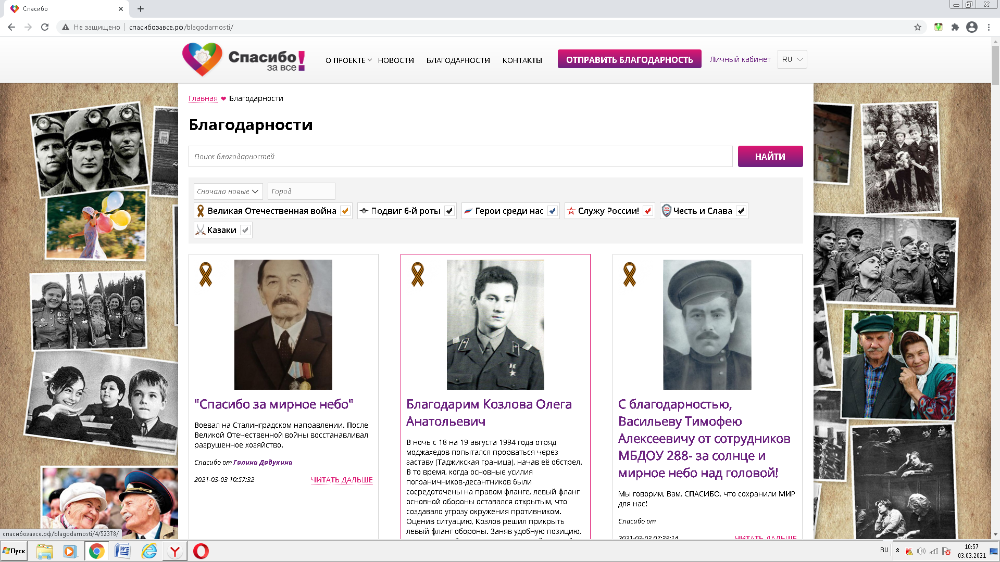 Спасибо
Не защищено
спасибозавсе.рф/blagodarnosti/
Спасибо!
за все
О ПРОЕКТЕ
НОВОСТИ
БЛАГОДАРНОСТИ
КОНТАКТЫ
ОТПРАВИТЬ БЛАГОДАРНОСТЬ
Личный кабинет
RU
Главная Благодарности
Благодарности
Поиск благодарностей
НАЙТИ
Сначала новые
Город
Великая Отечественная война
Подвиг 6-й роты
Герои среди нас
Служу России!
Честь и Слава
Казаки
"Спасибо за мирное небо"
Воевал на Сталинградском направлении. После
Великой Отечественной войны восстанавливал
разрушенное хозяйство.
Спасибо от Галина Дадукина
2021-03-03 10:57:32
ЧИТАТЬ ДАЛЬШЕ
Благодарим Козлова Олега
Анатольевич
В ночь с 18 на 19 августа 1994 года отряд
моджахедов попытался прорваться через
заставу (Таджикская граница), начав её обстрел.
В то время, когда основные усилия
пограничников-десантников были
сосредоточены на правом фланге, левый фланг
основной обороны оставался открытым, что
создавало угрозу окружения противником.
Оценив ситуацию, Козлов решил прикрыть
левый фланг обороны. Заняв удобную позицию,
С благодарностью,
Васильеву Тимофею
Алексеевичу от сотрудников
МБДОУ 288- за солнце и
мирное небо над головой!
Мы говорим, Вам, СПАСИБО, что сохранили МИР
для нас!
Спасибо от
2021-03-03 07:38:14
ЧИТАТЬ ДАЛЬШЕ
спасибозавсе.рф/blagodarnosti/4/52378/
Пуск
RU
10:57
03.03.2021